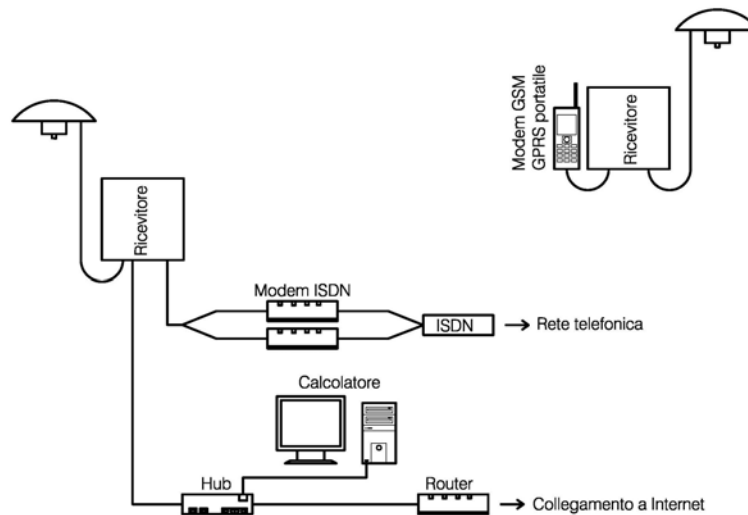 Modem GSM
GPRS portatile
Ricevitore
Ricevitore
Modem ISDN
ISDN
Rete telefonica
Calcolatore
Hub
Router
Collegamento a Internet